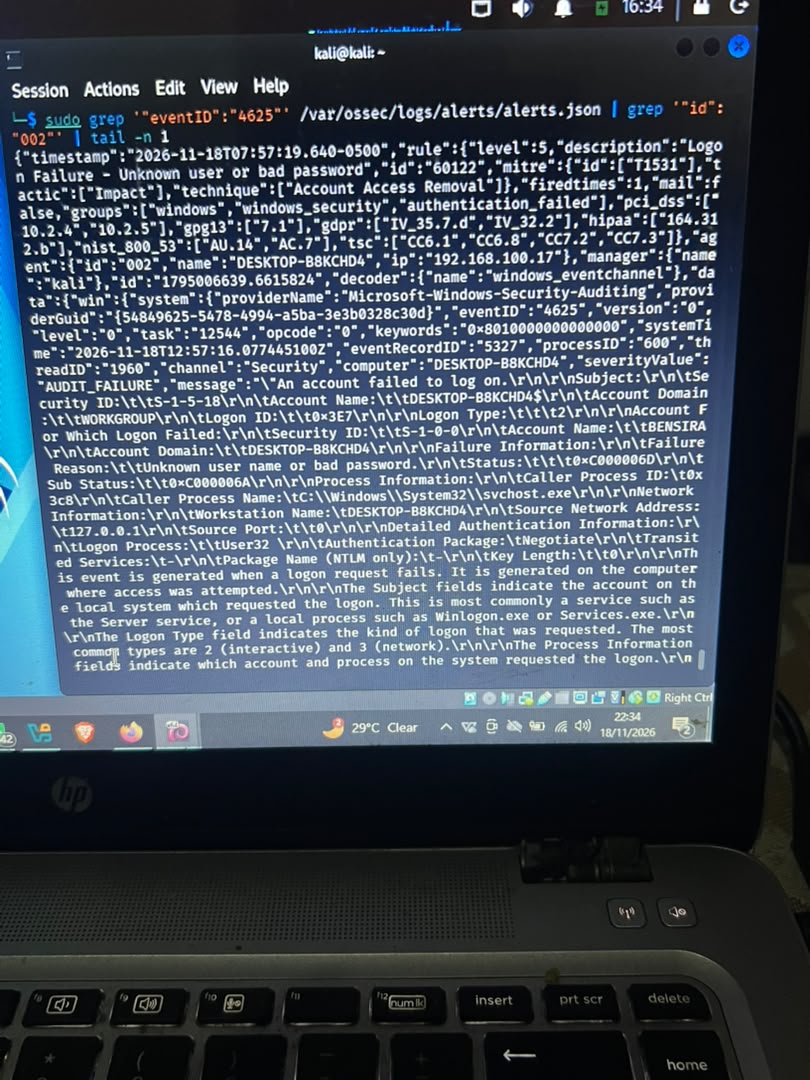 16:34
kali@kali: ~
Session Actions Edit View Help
└─$ sudo grep '"eventID":"4625"' /var/ossec/logs/alerts/alerts.json | grep '"id":
"002"' | tail -n 1
{"timestamp":"2026-11-18T07:57:19.640-0500","rule":{"level":5,"description":"Logo
n Failure - Unknown user or bad password","id":"60122","mitre":{"id":["T1531"],"t
actic":["Impact"],"technique":["Account Access Removal"]},"firedtimes":1,"mail":f
alse,"groups":["windows","windows_security","authentication_failed"],"pci_dss":["
10.2.4","10.2.5"],"gpg13":["7.1"],"gdpr":["IV_35.7.d","IV_32.2"],"hipaa":["164.31
2.b"],"nist_800_53":["AU.14","AC.7"],"tsc":["CC6.1","CC6.8","CC7.2","CC7.3"]},"ag
ent":{"id":"002","name":"DESKTOP-B8KCHD4","ip":"192.168.100.17"},"manager":{"name
":"kali"},"id":"1795006639.6615824","decoder":{"name":"windows_eventchannel"},"da
ta":{"win":{"system":{"providerName":"Microsoft-Windows-Security-Auditing","provi
derGuid":"{54849625-5478-4994-a5ba-3e3b0328c30d}","eventID":"4625","version":"0",
"level":"0","task":"12544","opcode":"0","keywords":"0×8010000000000000","systemTi
me":"2026-11-18T12:57:16.077445100Z","eventRecordID":"5327","processID":"600","th
readID":"1960","channel":"Security","computer":"DESKTOP-B8KCHD4","severityValue":
"AUDIT_FAILURE","message":"\"An account failed to log on.\r\n\r\nSubject:\r\n\tSe
curity ID:\t\tS-1-5-18\r\n\tAccount Name:\t\tDESKTOP-B8KCHD4$\r\n\tAccount Domain
:\t\tWORKGROUP\r\n\tLogon ID:\t\t0×3E7\r\n\r\nLogon Type:\t\t\t2\r\n\r\nAccount F
or Which Logon Failed:\r\n\tSecurity ID:\t\tS-1-0-0\r\n\tAccount Name:\t\tBENSIRA
\r\n\tAccount Domain:\t\tDESKTOP-B8KCHD4\r\n\r\nFailure Information:\r\n\tFailure
Reason:\t\tUnknown user name or bad password.\r\n\tStatus:\t\t\t0×C000006D\r\n\t
Sub Status:\t\t0×C000006A\r\n\r\nProcess Information:\r\n\tCaller Process ID:\t0x
3c8\r\n\tCaller Process Name:\tC:\\Windows\\System32\\svchost.exe\r\n\r\nNetwork
Information:\r\n\tWorkstation Name:\tDESKTOP-B8KCHD4\r\n\tSource Network Address:
\t127.0.0.1\r\n\tSource Port:\t\t0\r\n\r\nDetailed Authentication Information:\r\
n\tLogon Process:\t\tUser32 \r\n\tAuthentication Package:\tNegotiate\r\n\tTransit
ed Services:\t-\r\n\tPackage Name (NTLM only):\t-\r\n\tKey Length:\t\t0\r\n\r\nTh
is event is generated when a logon request fails. It is generated on the computer
where access was attempted.\r\n\r\nThe Subject fields indicate the account on th
e local system which requested the logon. This is most commonly a service such as
the Server service, or a local process such as Winlogon.exe or Services.exe.\r\n
\r\nThe Logon Type field indicates the kind of logon that was requested. The most
common types are 2 (interactive) and 3 (network).\r\n\r\nThe Process Information
fields indicate which account and process on the system requested the logon.\r\n
Right Ctrl
42
2
29°C Clear
22:34
18/11/2026
2
hp
f8
f9
f10
f11
f12
num lk
insert
prt scr
delete
*
(
)
home